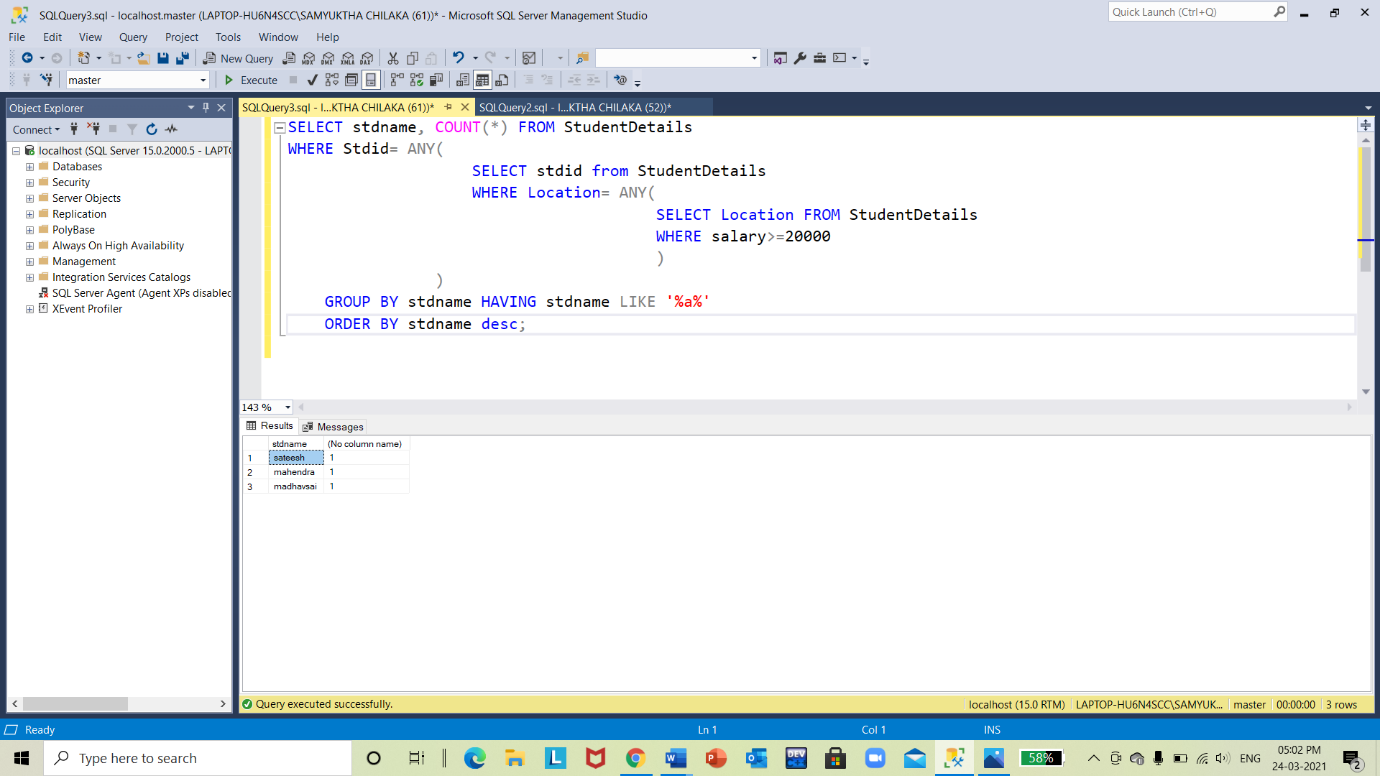 SQLQuery3.sql - localhost.master (LAPTOP-HU6N4SCC\SAMYUKTHA CHILAKA (61))* - Microsoft SQL Server Management Studio
Quick Launch (Ctrl+Q)
File Edit View Query Project Tools Window Help
New Query
master Execute
Object Explorer
SQLQuery3.sql - l...KTHA CHILAKA (61))* SQLQuery2.sql - l...KTHA CHILAKA (52))*
Connect
localhost (SQL Server 15.0.2000.5 - LAPT
Databases
Security
Server Objects
Replication
PolyBase
Always On High Availability
Management
Integration Services Catalogs
SQL Server Agent (Agent XPs disabled
XEvent Profiler
SELECT stdname, COUNT(*) FROM StudentDetails
WHERE Stdid= ANY(
SELECT stdid from StudentDetails
WHERE Location= ANY(
SELECT Location FROM StudentDetails
WHERE salary>=20000
)
)
GROUP BY stdname HAVING stdname LIKE '%a%'
ORDER BY stdname desc;
143 %
Results Messages
stdname (No column name)
1 sateesh 1
2 mahendra 1
3 madhavsai 1
Query executed successfully. localhost (15.0 RTM) LAPTOP-HU6N4SCC\SAMYUK... master 00:00:00 3 rows
Ready Ln 1 Col 1 INS
Type here to search
58%
ENG
05:02 PM
24-03-2021
2